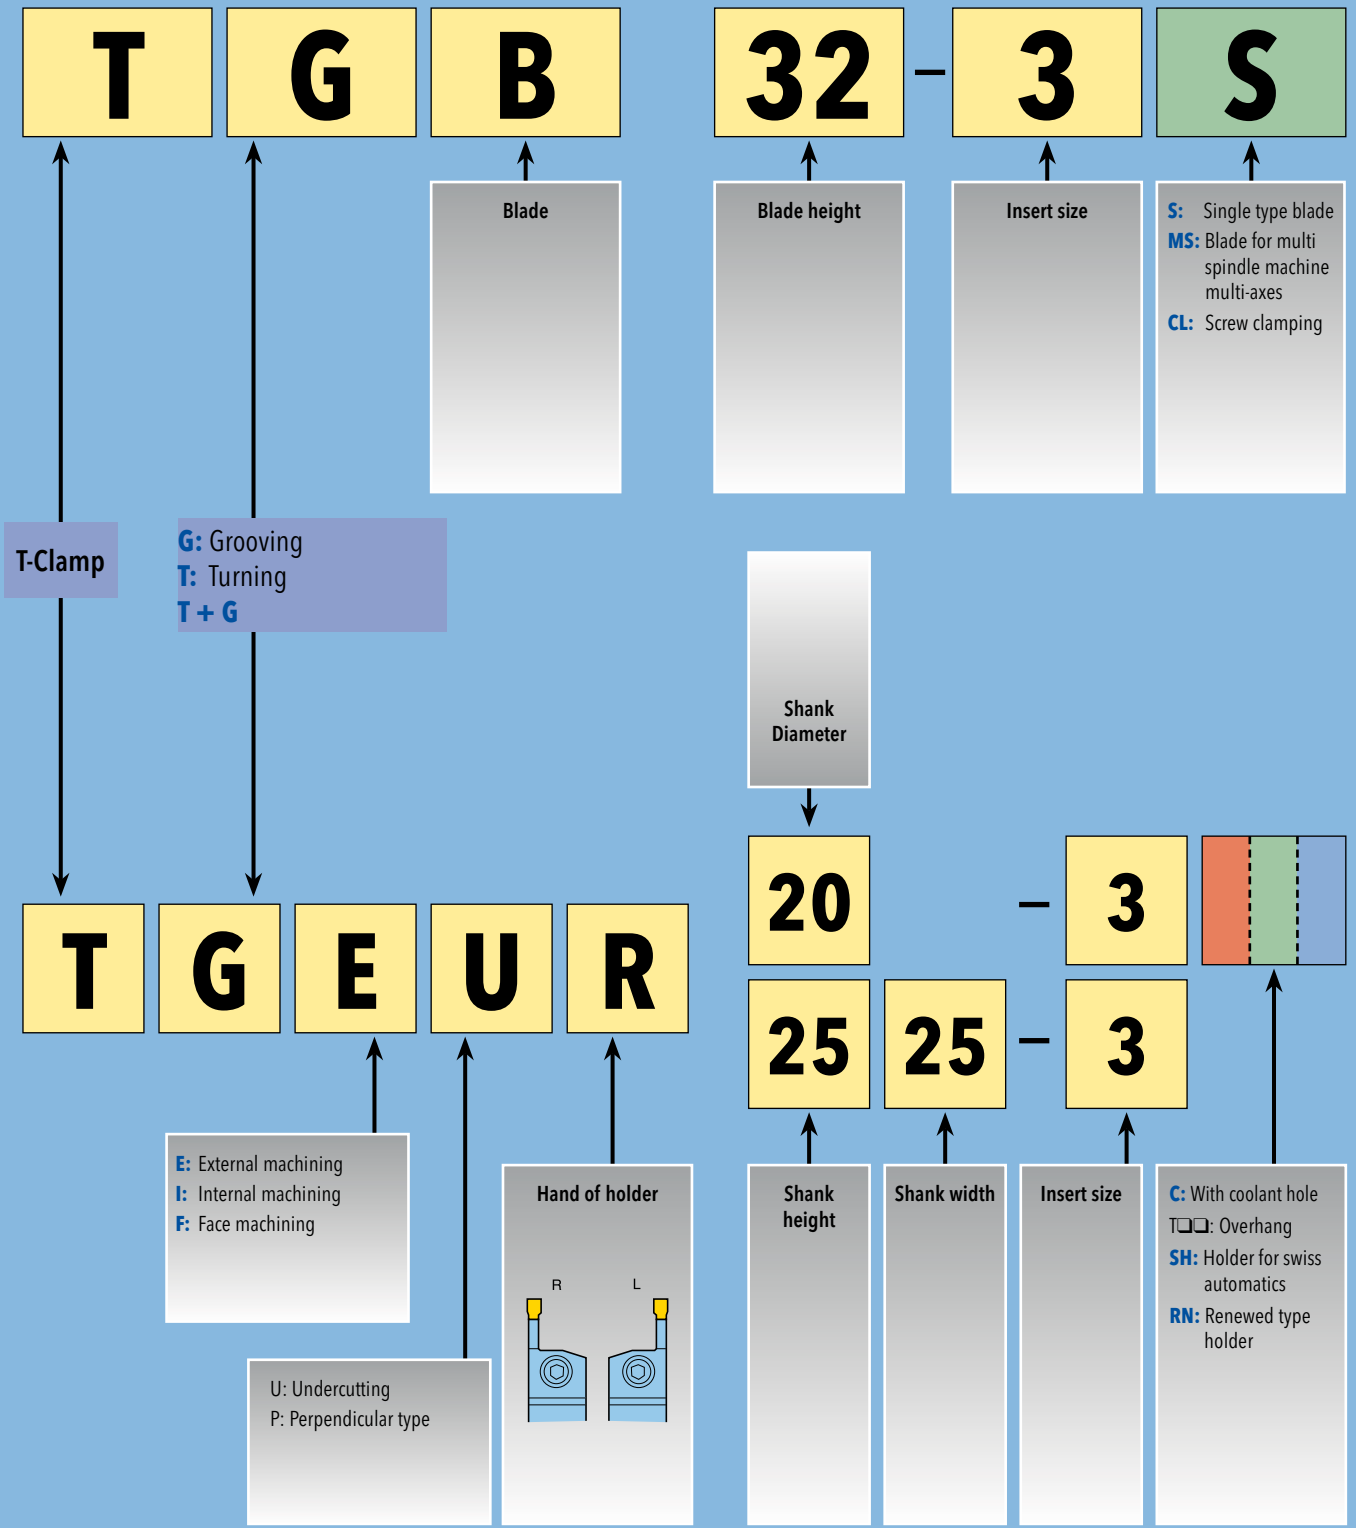 T G B 32 – 3 S
Blade
Blade height
Insert size
S: Single type blade
MS: Blade for multi
spindle machine
multi-axes
CL: Screw clamping
T-Clamp
G: Grooving
T: Turning
T + G
Shank
Diameter
20 – 3
T G E U R
25 25 – 3
E: External machining
I: Internal machining
F: Face machining
U: Undercutting
P: Perpendicular type
Hand of holder
R L
Shank
height
Shank width
Insert size
C: With coolant hole
T❑❑: Overhang
SH: Holder for swiss
automatics
RN: Renewed type
holder